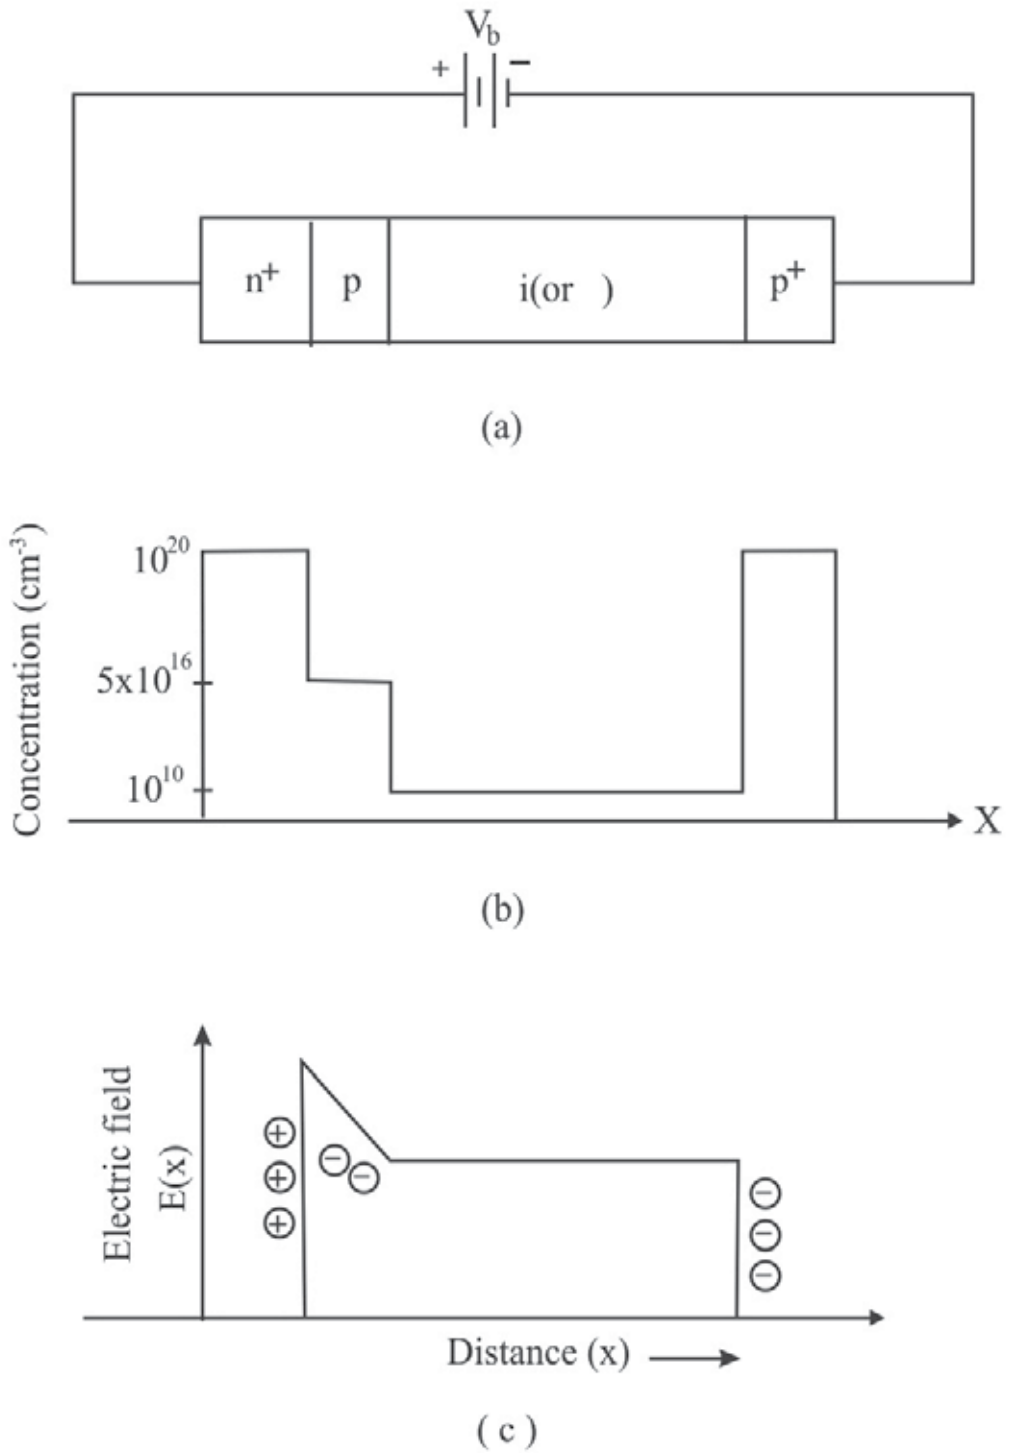 V_b
+ −
n⁺ p i(or ) p⁺
(a)
Concentration (cm⁻³)
10²⁰
5x10¹⁶
10¹⁰
X
(b)
Electric field
E(x)
+ − −
+ −
+ −
−
Distance (x)
( c )